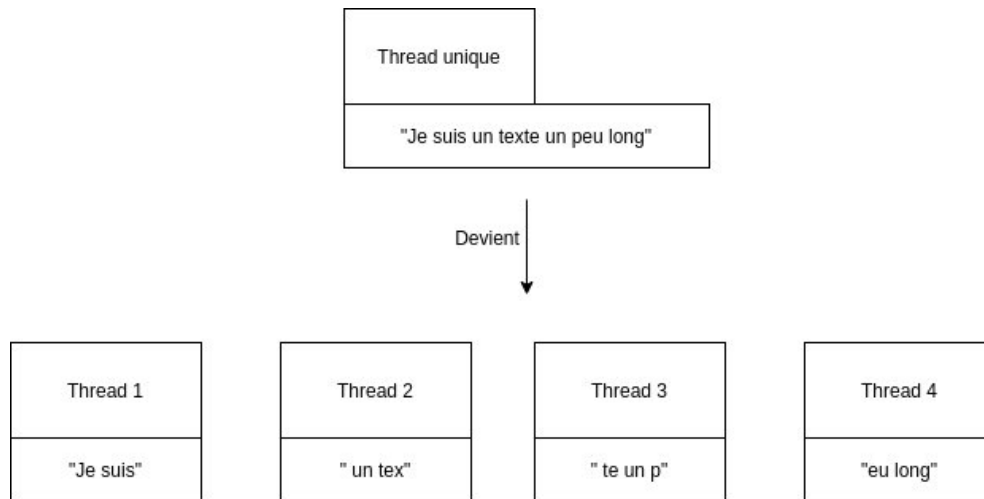 Thread unique
"Je suis un texte un peu long"
Devient
Thread 1
Thread 2
Thread 3
Thread 4
"Je suis"
" un tex"
" te un p"
"eu long"